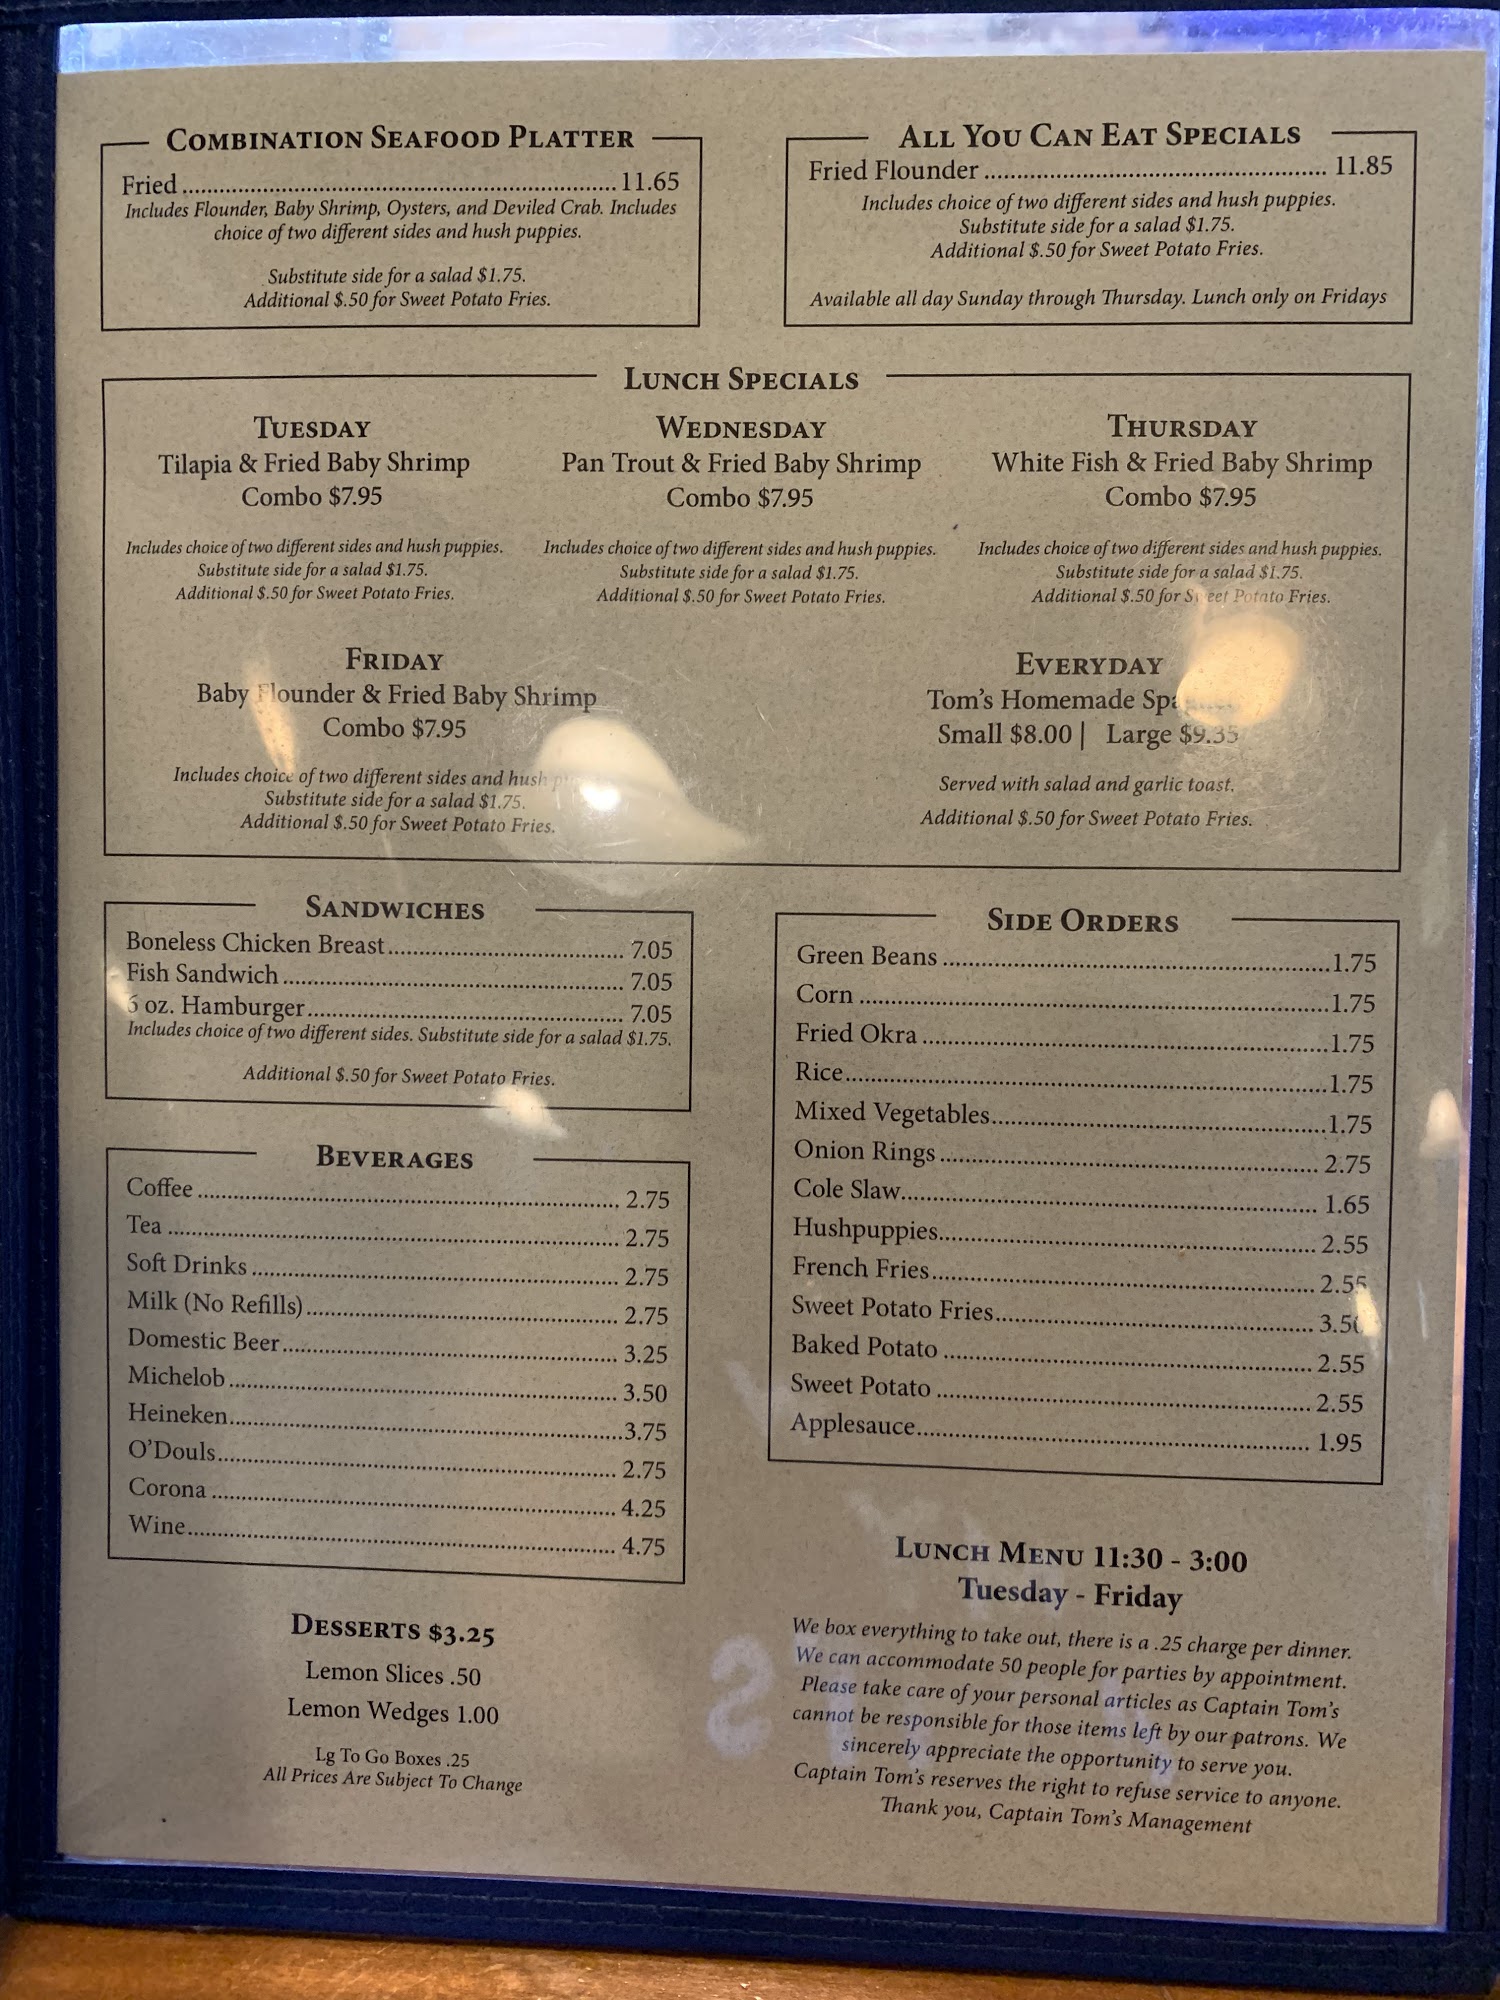 Combination Seafood Platter
Fried ... 11.65
Includes Flounder, Baby Shrimp, Oysters, and Deviled Crab. Includes
choice of two different sides and hush puppies.
Substitute side for a salad $1.75.
Additional $.50 for Sweet Potato Fries.
All You Can Eat Specials
Fried Flounder ... 11.85
Includes choice of two different sides and hush puppies.
Substitute side for a salad $1.75.
Additional $.50 for Sweet Potato Fries.
Available all day Sunday through Thursday. Lunch only on Fridays
Lunch Specials
Tuesday
Tilapia & Fried Baby Shrimp
Combo $7.95
Includes choice of two different sides and hush puppies.
Substitute side for a salad $1.75.
Additional $.50 for Sweet Potato Fries.
Wednesday
Pan Trout & Fried Baby Shrimp
Combo $7.95
Includes choice of two different sides and hush puppies.
Substitute side for a salad $1.75.
Additional $.50 for Sweet Potato Fries.
Thursday
White Fish & Fried Baby Shrimp
Combo $7.95
Includes choice of two different sides and hush puppies.
Substitute side for a salad $1.75.
Additional $.50 for Sweet Potato Fries.
Friday
Baby Flounder & Fried Baby Shrimp
Combo $7.95
Includes choice of two different sides and hush
Substitute side for a salad $1.75.
Additional $.50 for Sweet Potato Fries.
Everyday
Tom's Homemade
Small $8.00 | Large $9.35
Served with salad and garlic toast.
Additional $.50 for Sweet Potato Fries.
Sandwiches
Boneless Chicken Breast ... 7.05
Fish Sandwich ... 7.05
6 oz. Hamburger ... 7.05
Includes choice of two different sides. Substitute side for a salad $1.75.
Additional $.50 for Sweet Potato Fries.
Beverages
Coffee ... 2.75
Tea ... 2.75
Soft Drinks ... 2.75
Milk (No Refills) ... 2.75
Domestic Beer ... 3.25
Michelob ... 3.50
Heineken ... 3.75
O'Douls ... 2.75
Corona ... 4.25
Wine ... 4.75
Desserts $3.25
Lemon Slices .50
Lemon Wedges 1.00
Lg To Go Boxes .25
All Prices Are Subject To Change
Side Orders
Green Beans ... 1.75
Corn ... 1.75
Fried Okra ... 1.75
Rice ... 1.75
Mixed Vegetables ... 1.75
Onion Rings ... 2.75
Cole Slaw ... 1.65
Hushpuppies ... 2.55
French Fries ... 2.55
Sweet Potato Fries ... 3.50
Baked Potato ... 2.55
Sweet Potato ... 2.55
Applesauce ... 1.95
Lunch Menu 11:30 - 3:00
Tuesday - Friday
We box everything to take out, there is a .25 charge per dinner.
We can accommodate 50 people for parties by appointment.
Please take care of your personal articles as Captain Tom's
cannot be responsible for those items left by our patrons. We
sincerely appreciate the opportunity to serve you.
Captain Tom's reserves the right to refuse service to anyone.
Thank you, Captain Tom's Management